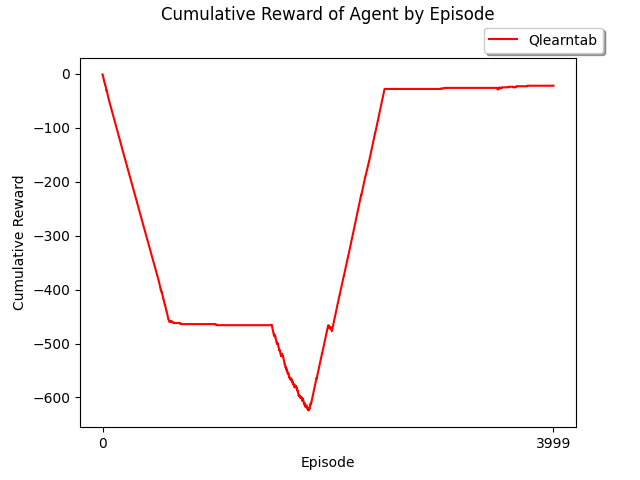 Cumulative Reward of Agent by Episode
Qlearntab
0
−100
−200
−300
−400
−500
−600
Cumulative Reward
0
3999
Episode